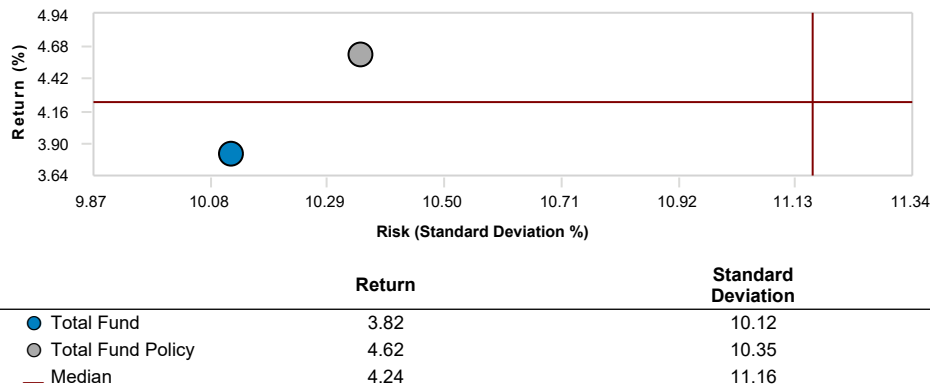 4.94
4.68
4.42
4.16
3.90
3.64
Return (%)
9.87 10.08 10.29 10.50 10.71 10.92 11.13 11.34
Risk (Standard Deviation %)
Return Standard Deviation
Total Fund 3.82 10.12
Total Fund Policy 4.62 10.35
Median 4.24 11.16